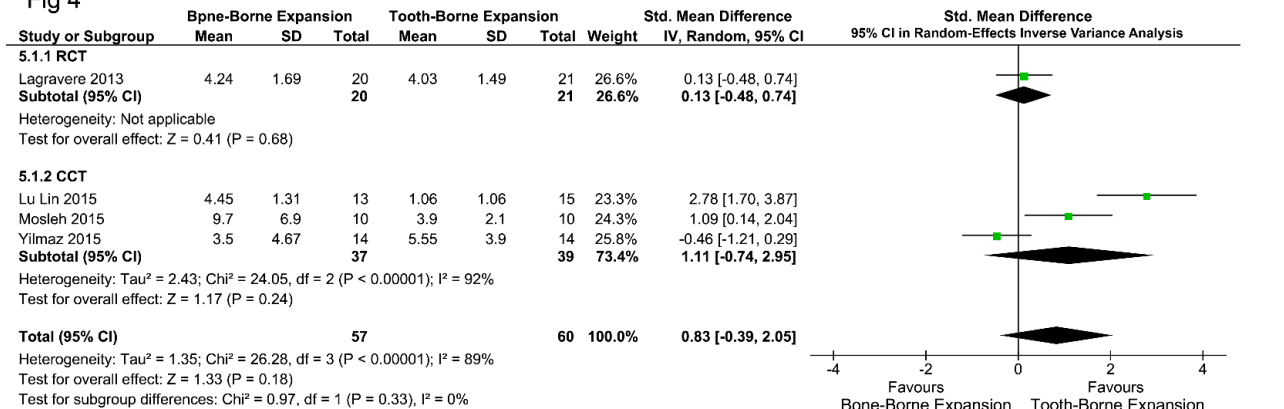 Fig 4
Bpne-Borne Expansion Tooth-Borne Expansion Std. Mean Difference Std. Mean Difference
Study or Subgroup Mean SD Total Mean SD Total Weight IV, Random, 95% CI 95% CI in Random-Effects Inverse Variance Analysis
5.1.1 RCT
Lagravere 2013 4.24 1.69 20 4.03 1.49 21 26.6% 0.13 [-0.48, 0.74]
Subtotal (95% CI) 20 21 26.6% 0.13 [-0.48, 0.74]
Heterogeneity: Not applicable
Test for overall effect: Z = 0.41 (P = 0.68)
5.1.2 CCT
Lu Lin 2015 4.45 1.31 13 1.06 1.06 15 23.3% 2.78 [1.70, 3.87]
Mosleh 2015 9.7 6.9 10 3.9 2.1 10 24.3% 1.09 [0.14, 2.04]
Yilmaz 2015 3.5 4.67 14 5.55 3.9 14 25.8% -0.46 [-1.21, 0.29]
Subtotal (95% CI) 37 39 73.4% 1.11 [-0.74, 2.95]
Heterogeneity: Tau² = 2.43; Chi² = 24.05, df = 2 (P < 0.00001); I² = 92%
Test for overall effect: Z = 1.17 (P = 0.24)
Total (95% CI) 57 60 100.0% 0.83 [-0.39, 2.05]
Heterogeneity: Tau² = 1.35; Chi² = 26.28, df = 3 (P < 0.00001); I² = 89%
Test for overall effect: Z = 1.33 (P = 0.18)
Test for subgroup differences: Chi² = 0.97, df = 1 (P = 0.33), I² = 0%
-4 -2 0 2 4
Favours Favours
Bone-Borne Expansion Tooth-Borne Expansion